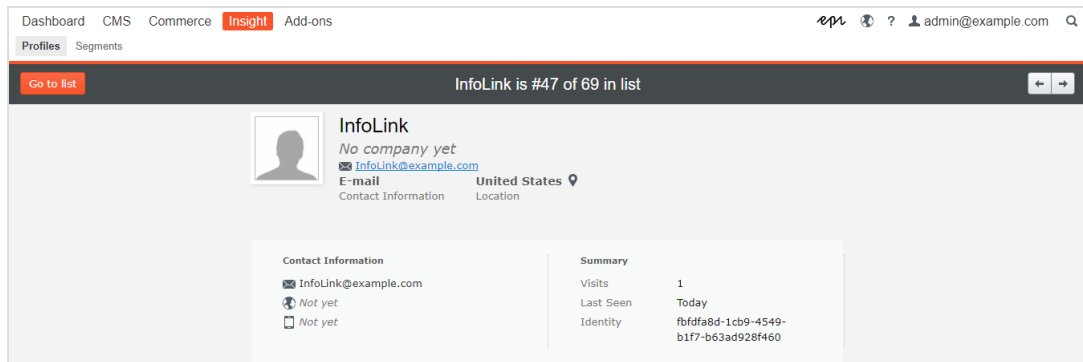 Dashboard CMS Commerce Insight Add-ons epi ? admin@example.com
Profiles Segments
Go to list InfoLink is #47 of 69 in list
InfoLink
No company yet
InfoLink@example.com
E-mail United States
Contact Information Location
Contact Information Summary
InfoLink@example.com Visits 1
Not yet Last Seen Today
Not yet Identity fbfdfa8d-1cb9-4549-
b1f7-b63ad928f460